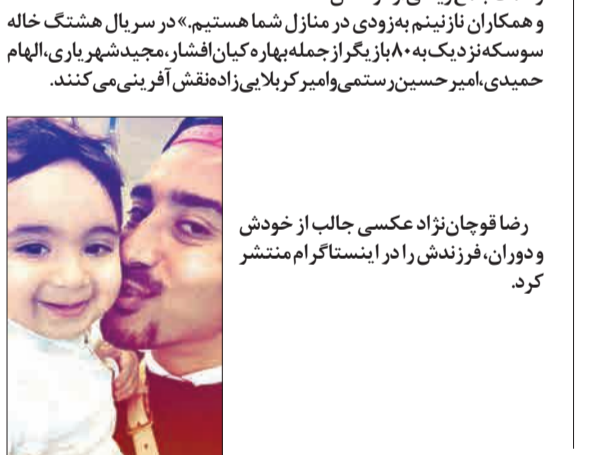 و همکاران نازنینم به‌زودی در منازل شما هستیم.» در سریال هشتگ خاله
سوسکه نزدیک به ۸۰ بازیگر از جمله بهاره کیان‌افشار، مجید شهریاری، الهام
حمیدی، امیرحسین رستمی و امیر کربلایی‌زاده نقش آفرینی می‌کنند.
رضا قوچان‌نژاد عکسی جالب از خودش
و دوران، فرزندش را در اینستاگرام منتشر
کرد.